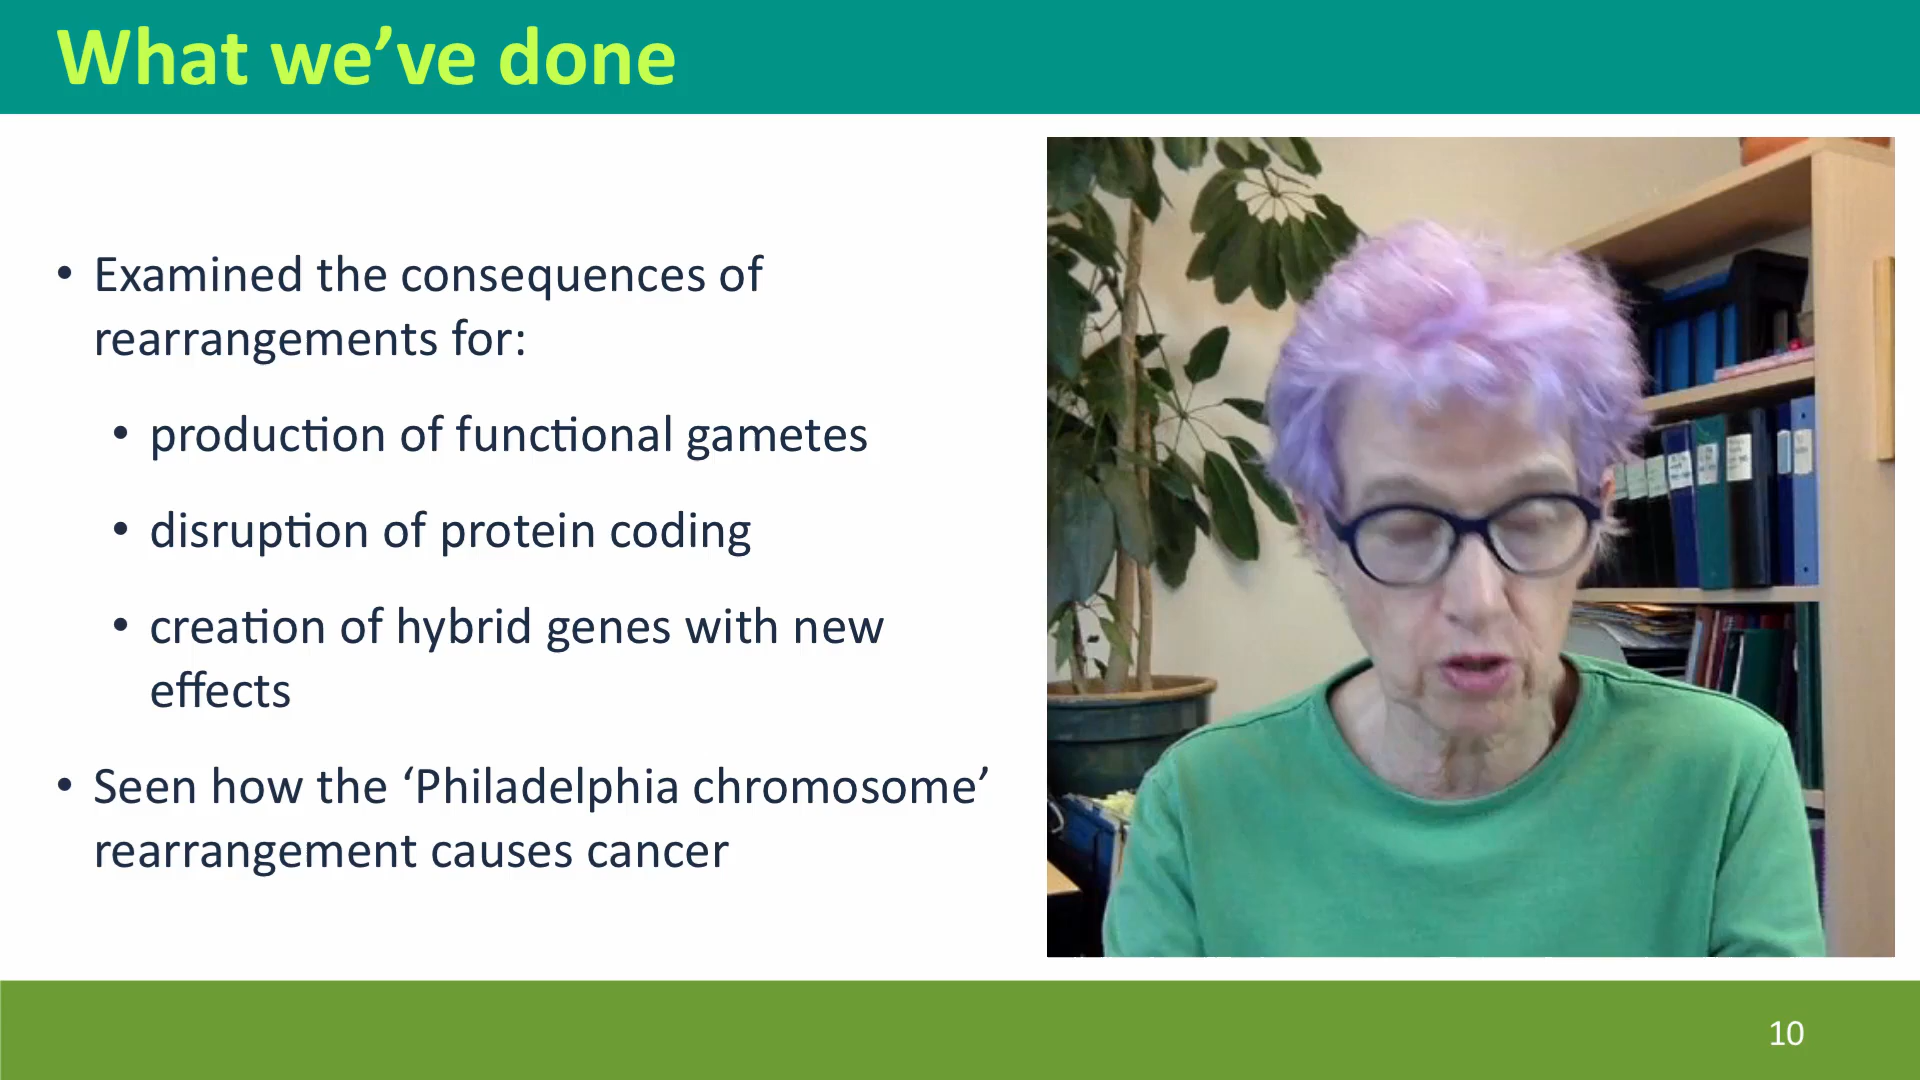 What we’ve done
• Examined the consequences of
rearrangements for:
• production of functional gametes
• disruption of protein coding
• creation of hybrid genes with new
effects
• Seen how the ‘Philadelphia chromosome’
rearrangement causes cancer
10